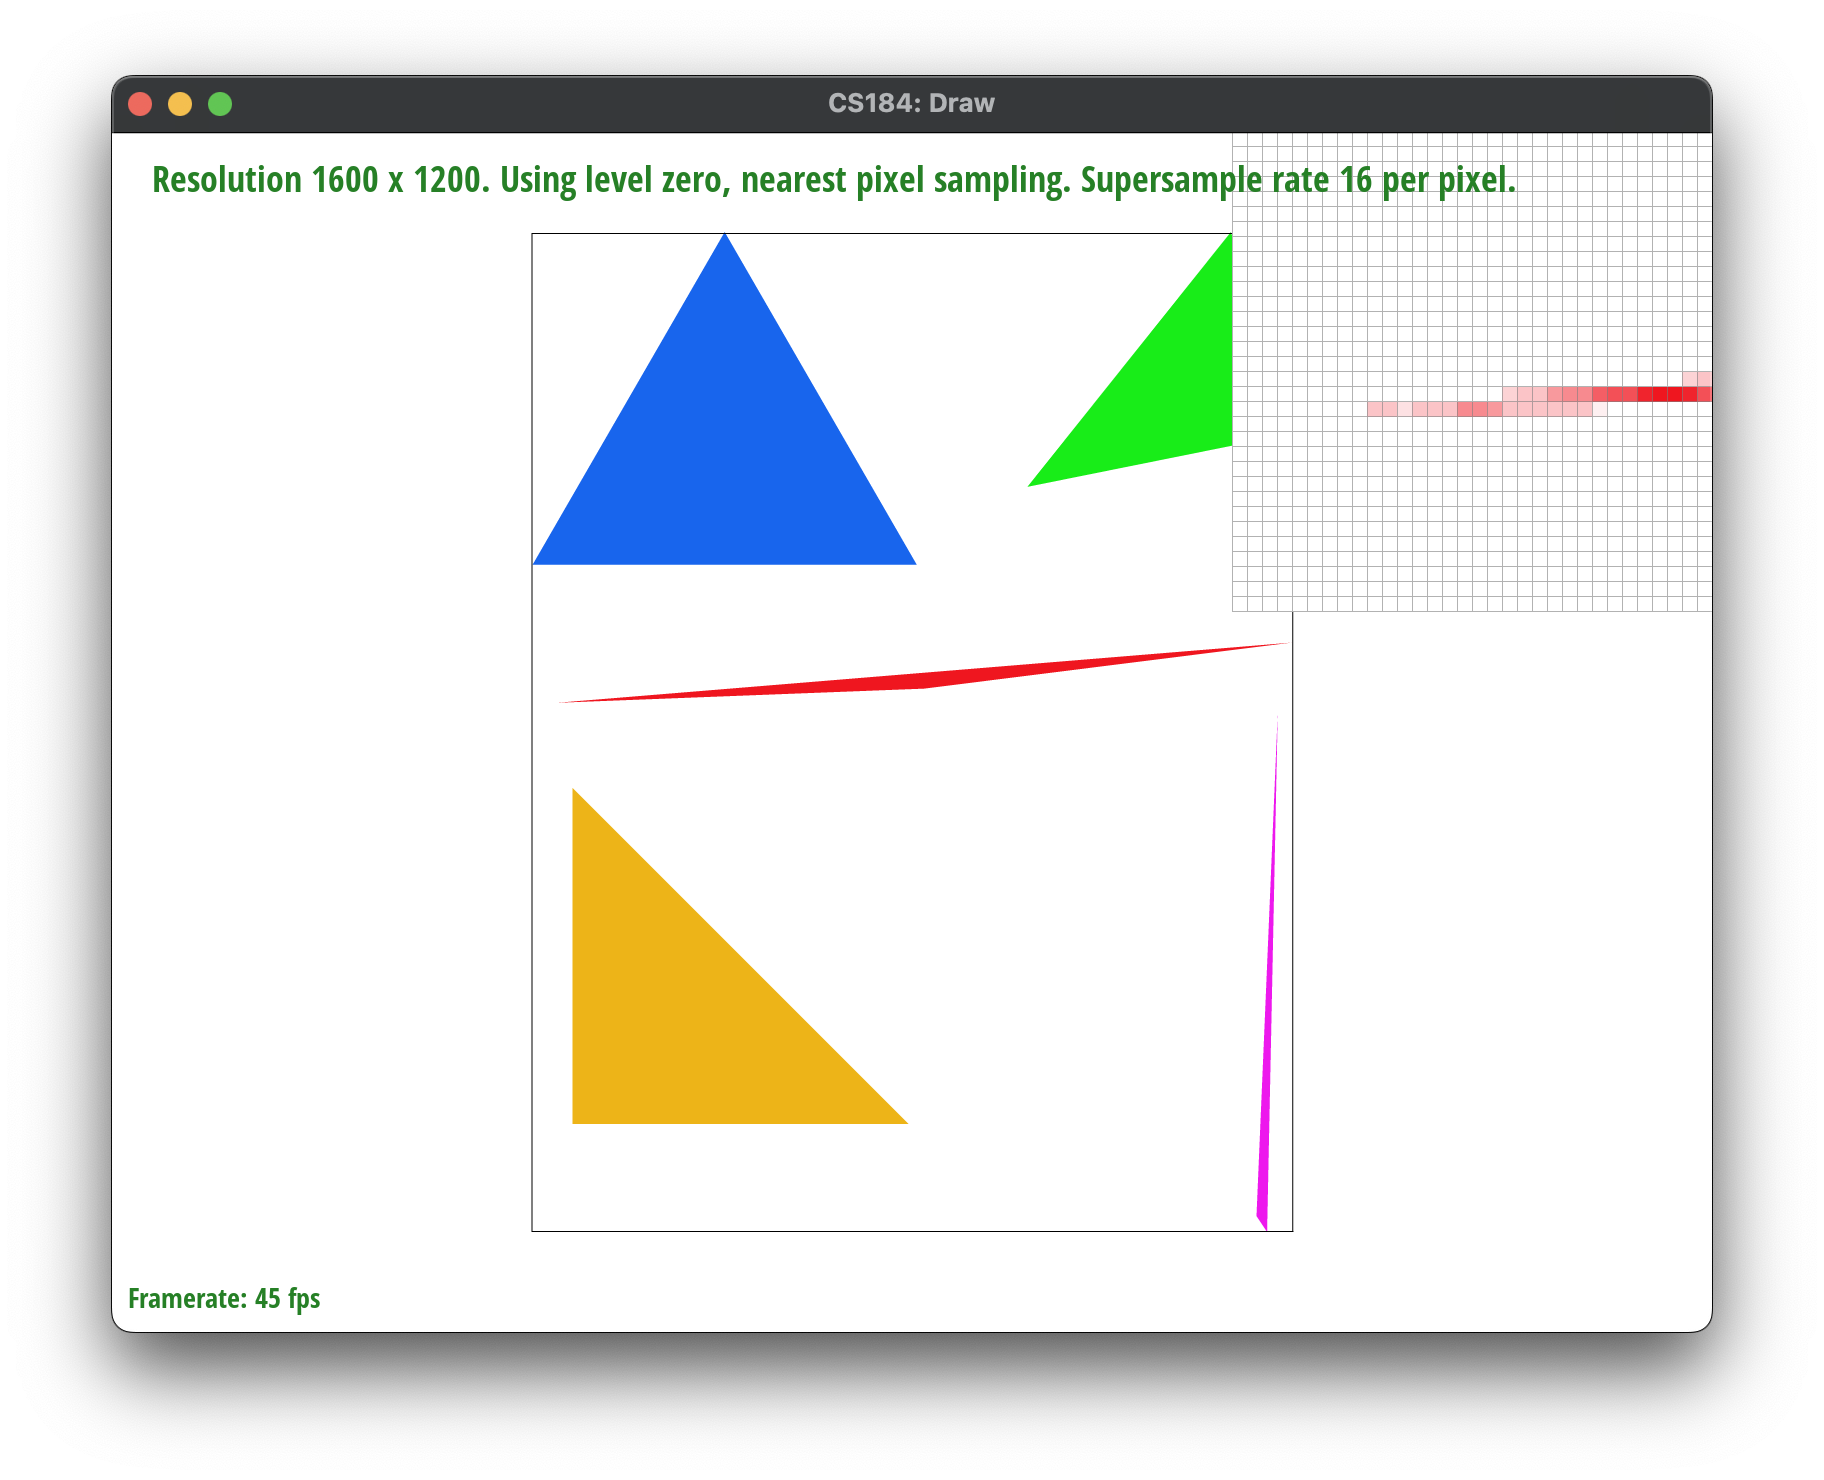 CS184: Draw
Resolution 1600 x 1200. Using level zero, nearest pixel sampling. Supersample rate 16 per pixel.
Framerate: 45 fps